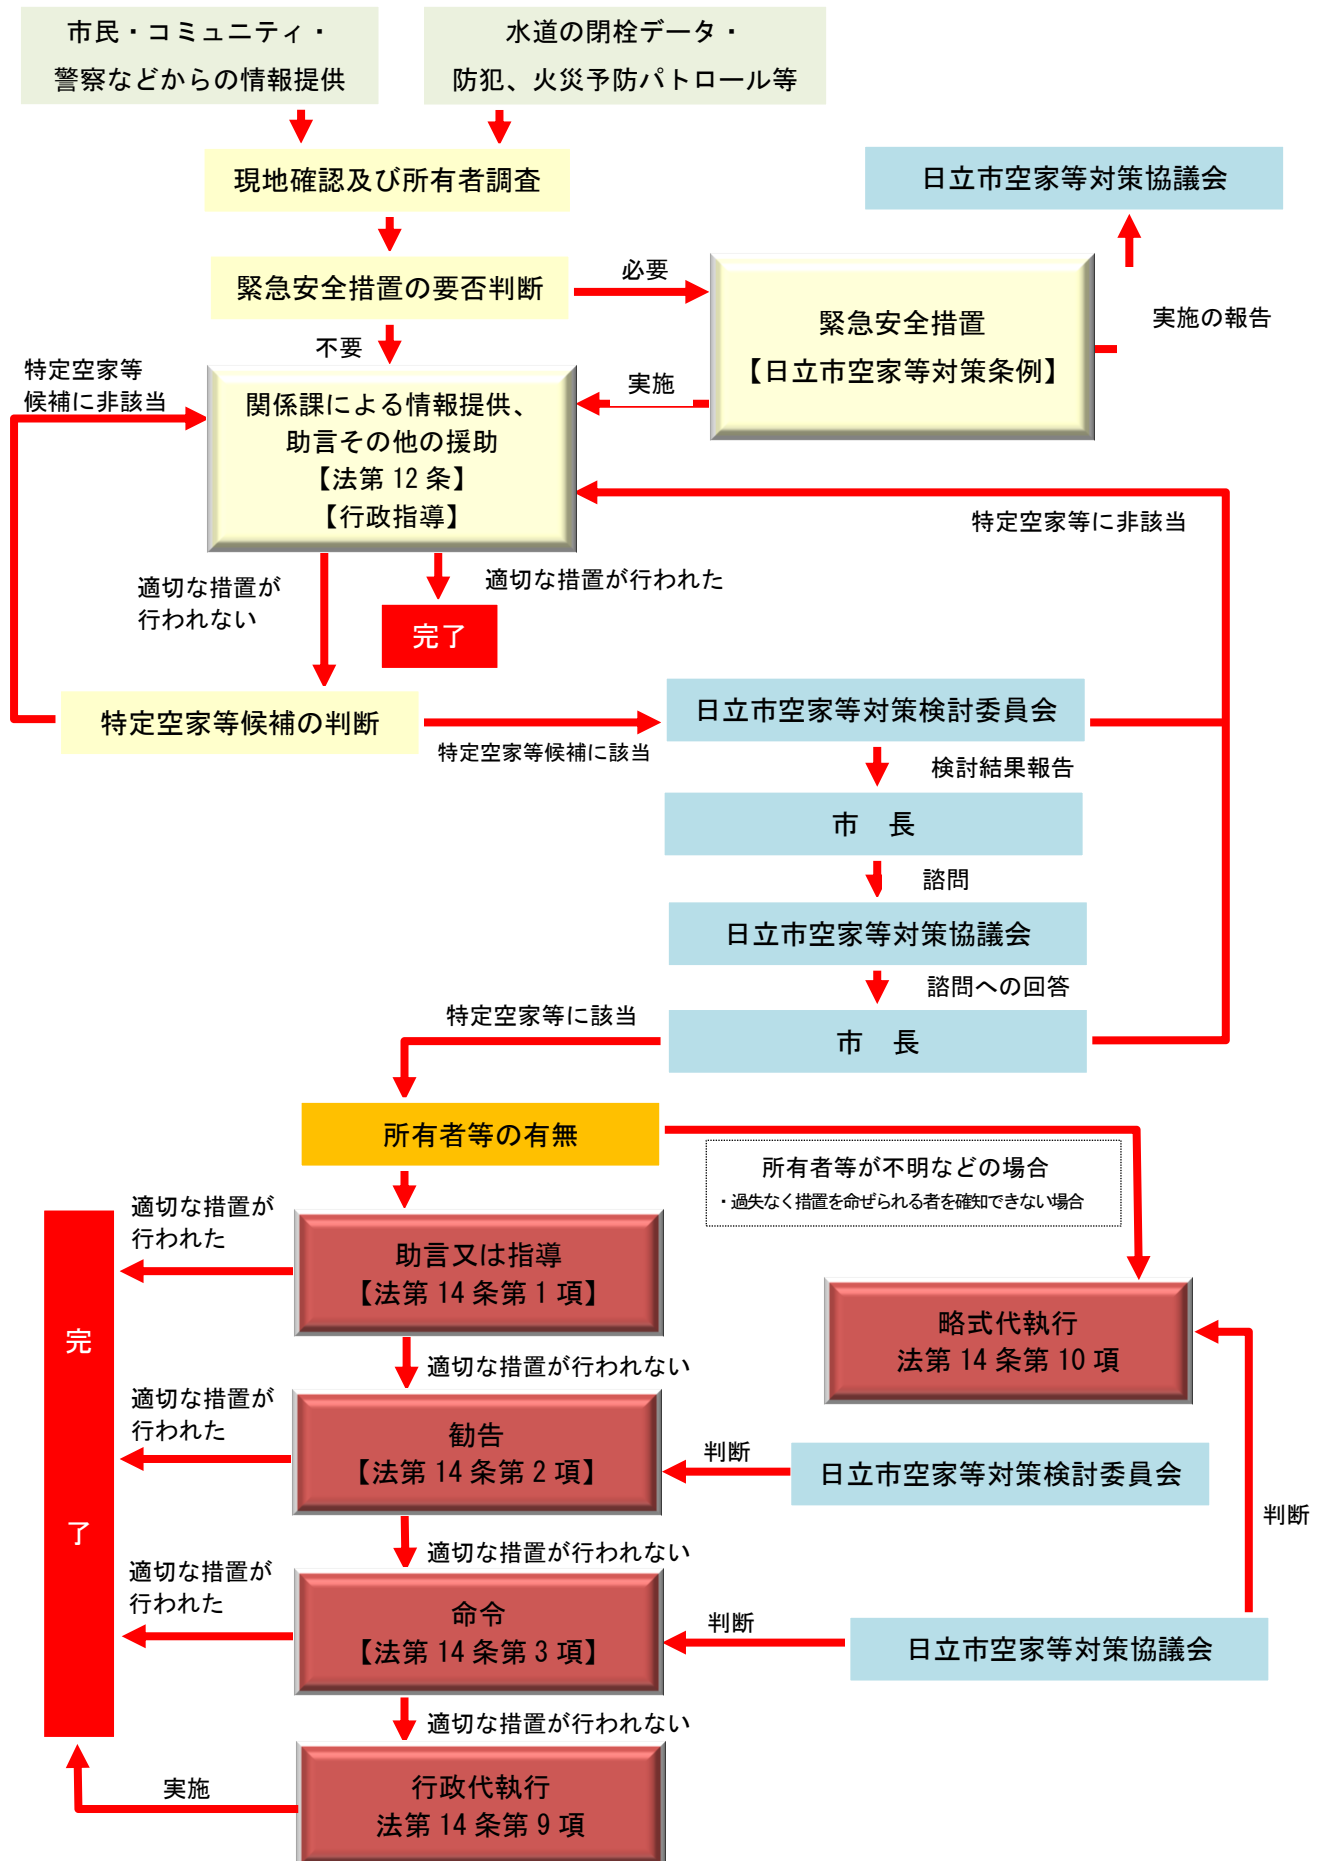 市民・コミュニティ・
警察などからの情報提供
水道の閉栓データ・
防犯、火災予防パトロール等
現地確認及び所有者調査
日立市空家等対策協議会
緊急安全措置の要否判断
必要
緊急安全措置
【日立市空家等対策条例】
実施の報告
不要
実施
特定空家等
候補に非該当
関係課による情報提供、
助言その他の援助
【法第 12 条】
【行政指導】
特定空家等に非該当
適切な措置が
行われない
適切な措置が行われた
完了
特定空家等候補の判断
特定空家等候補に該当
日立市空家等対策検討委員会
検討結果報告
市 長
諮問
日立市空家等対策協議会
諮問への回答
特定空家等に該当
市 長
所有者等の有無
所有者等が不明などの場合
・過失なく措置を命ぜられる者を確知できない場合
適切な措置が
行われた
助言又は指導
【法第 14 条第 1 項】
略式代執行
法第 14 条第 10 項
完
了
適切な措置が行われない
適切な措置が
行われた
勧告
【法第 14 条第 2 項】
判断
日立市空家等対策検討委員会
判断
適切な措置が行われない
適切な措置が
行われた
命令
【法第 14 条第 3 項】
判断
日立市空家等対策協議会
適切な措置が行われない
実施
行政代執行
法第 14 条第 9 項